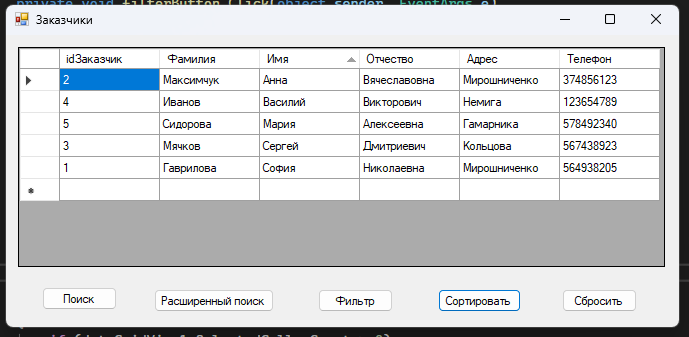 private void filterButton_Click(object sender, EventArgs e)
Заказчики
idЗаказчик Фамилия Имя Отчество Адрес Телефон
2 Максимчук Анна Вячеславовна Мирошниченко 374856123
4 Иванов Василий Викторович Немига 123654789
5 Сидорова Мария Алексеевна Гамарника 578492340
3 Мячков Сергей Дмитриевич Кольцова 567438923
1 Гаврилова София Николаевна Мирошниченко 564938205
Поиск Расширенный поиск Фильтр Сортировать Сбросить